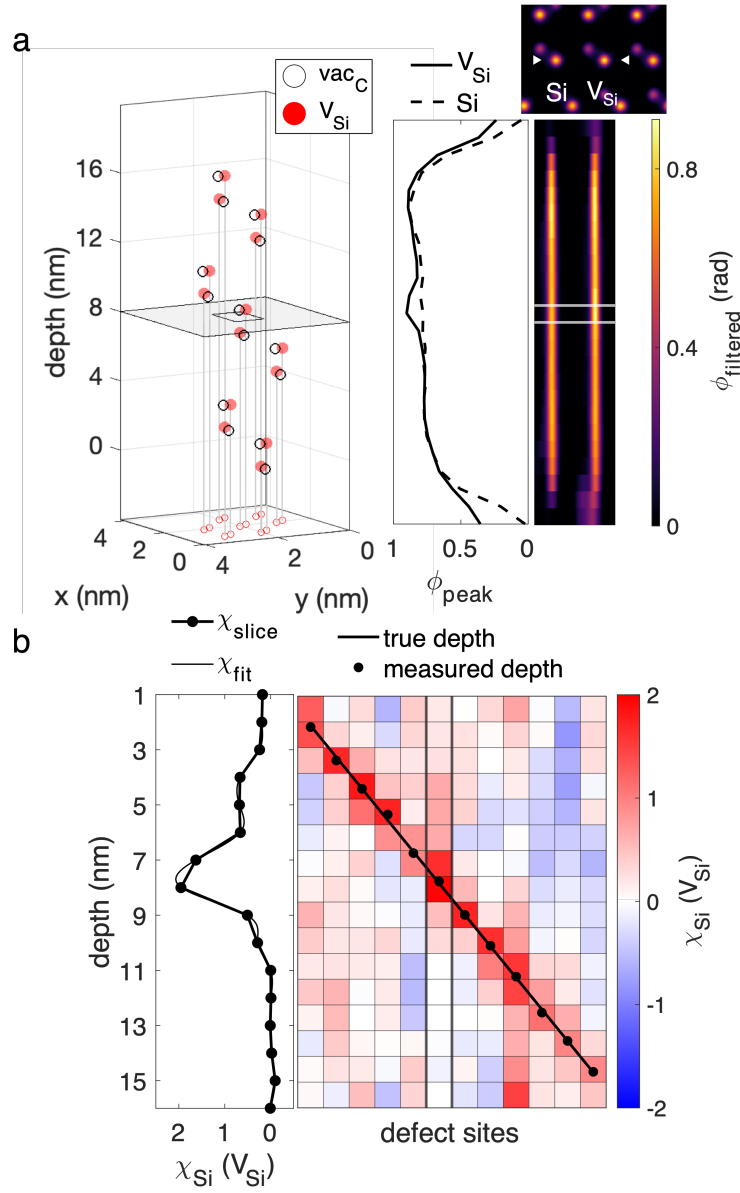 a
vac_C
V_Si
V_Si
Si
Si V_Si
depth (nm)
16
12
8
4
0
4 2 0
x (nm)
4 2 0
y (nm)
1 0.5 0
ϕ_peak
0.8
0.4
0
ϕ_filtered (rad)
b
χ_slice
χ_fit
true depth
measured depth
depth (nm)
1
3
5
7
9
11
13
15
2 1 0
χ_Si (V_Si)
defect sites
2
1
0
-1
-2
χ_Si (V_Si)